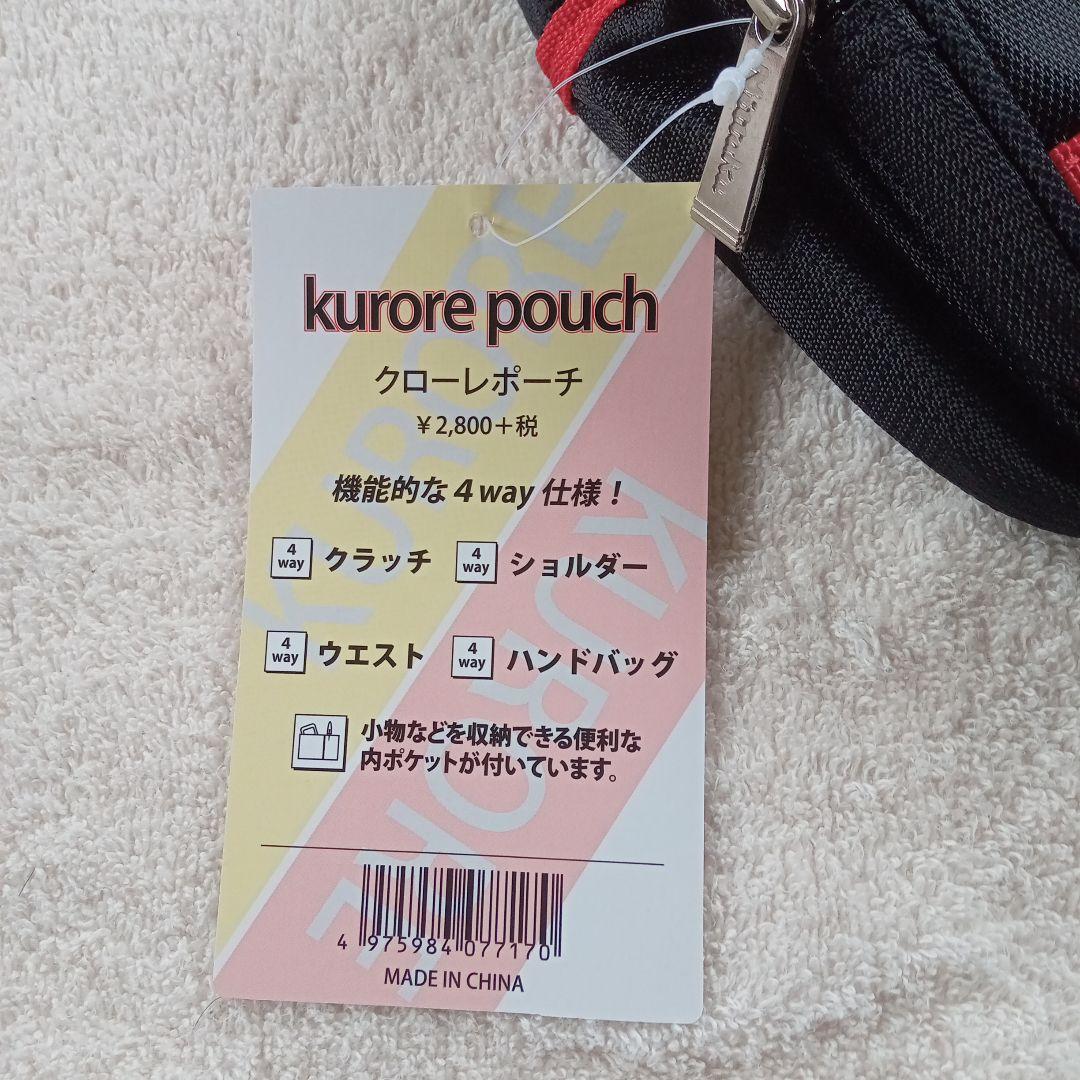 kurore pouch
クローレポーチ
￥2,800＋税
機能的な4way仕様！
4 way クラッチ
4 way ショルダー
4 way ウエスト
4 way ハンドバッグ
小物などを収納できる便利な
内ポケットが付いています。
4 975984 077170
MADE IN CHINA
KURORE
KURORE